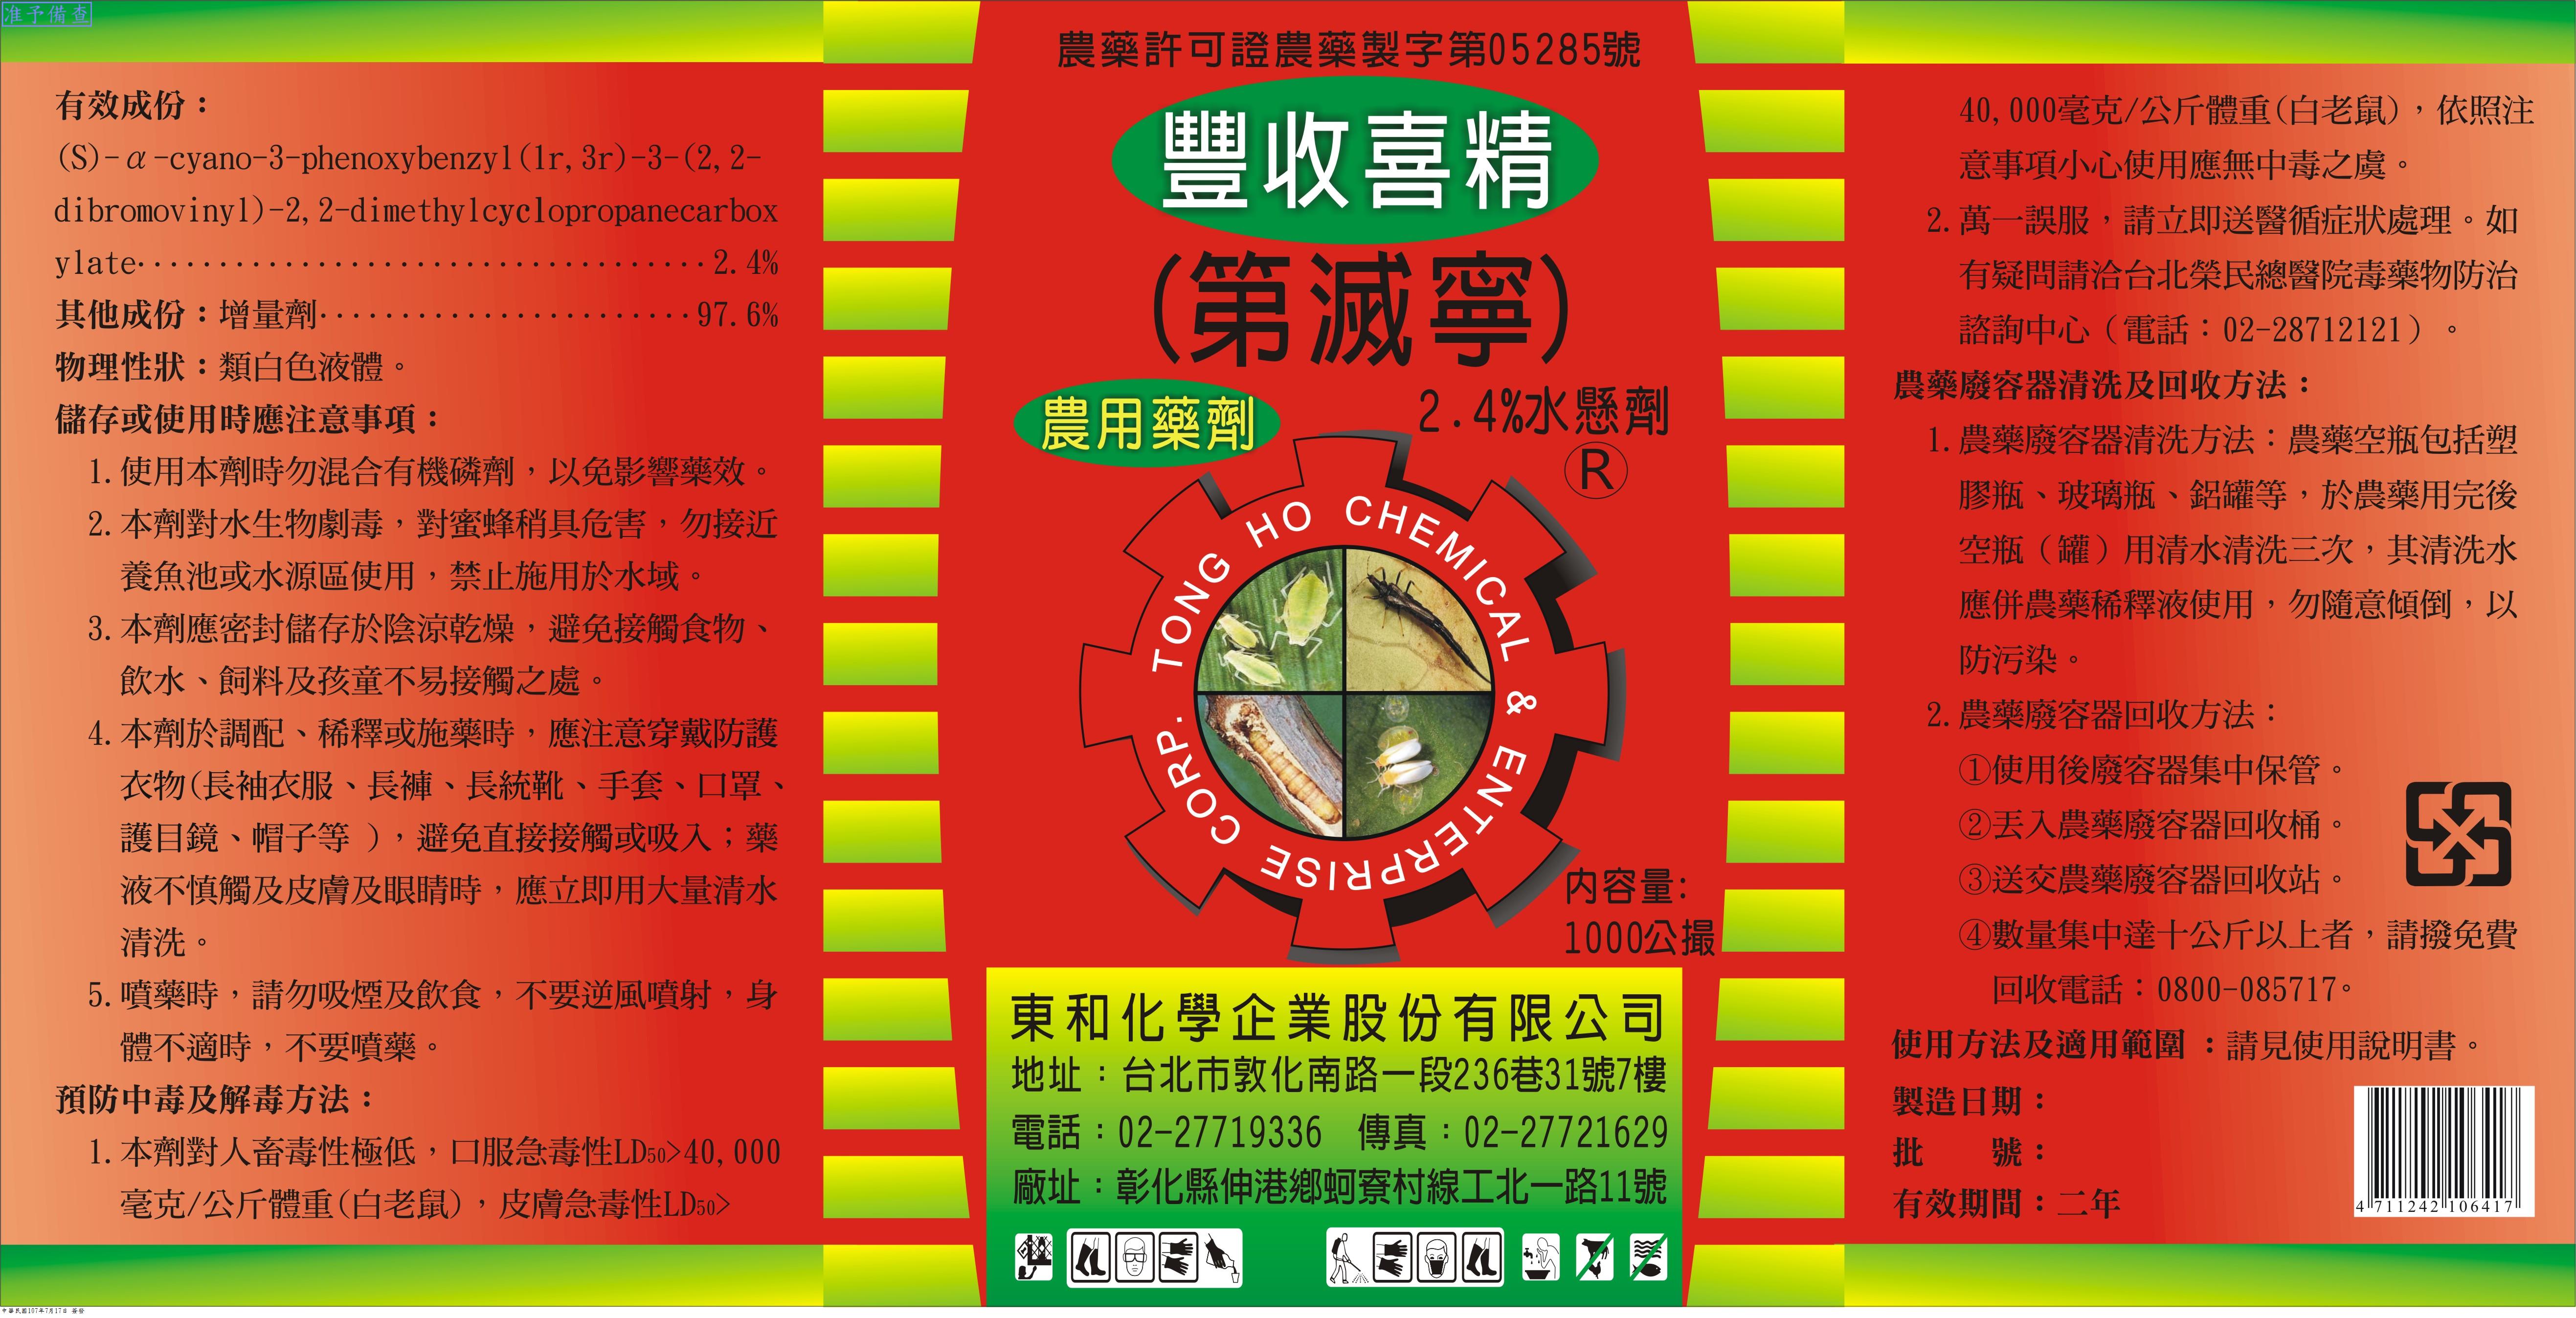 准予備查
有效成份：
(S)-α-cyano-3-phenoxybenzyl(1r,3r)-3-(2,2-
dibromovinyl)-2,2-dimethylcyclopropanecarbox
ylate··································2.4%
其他成份：增量劑·······················97.6%
物理性狀：類白色液體。
儲存或使用時應注意事項：
1.使用本劑時勿混合有機磷劑，以免影響藥效。
2.本劑對水生物劇毒，對蜜蜂稍具危害，勿接近
養魚池或水源區使用，禁止施用於水域。
3.本劑應密封儲存於陰涼乾燥，避免接觸食物、
飲水、飼料及孩童不易接觸之處。
4.本劑於調配、稀釋或施藥時，應注意穿戴防護
衣物(長袖衣服、長褲、長統靴、手套、口罩、
護目鏡、帽子等 )，避免直接接觸或吸入；藥
液不慎觸及皮膚及眼睛時，應立即用大量清水
清洗。
5.噴藥時，請勿吸煙及飲食，不要逆風噴射，身
體不適時，不要噴藥。
預防中毒及解毒方法：
1.本劑對人畜毒性極低，口服急毒性LD50>40,000
毫克/公斤體重(白老鼠)，皮膚急毒性LD50>
農藥許可證農藥製字第05285號
豐收喜精
(第滅寧)
2.4%水懸劑
農用藥劑
®
TONG HO CHEMICAL & ENTERPRISE CORP.
內容量:
1000公撮
東和化學企業股份有限公司
地址：台北市敦化南路一段236巷31號7樓
電話：02-27719336 傳真：02-27721629
廠址：彰化縣伸港鄉蚵寮村線工北一路11號
40,000毫克/公斤體重(白老鼠)，依照注
意事項小心使用應無中毒之虞。
2.萬一誤服，請立即送醫循症狀處理。如
有疑問請洽台北榮民總醫院毒藥物防治
諮詢中心（電話：02-28712121）。
農藥廢容器清洗及回收方法：
1.農藥廢容器清洗方法：農藥空瓶包括塑
膠瓶、玻璃瓶、鋁罐等，於農藥用完後
空瓶（罐）用清水清洗三次，其清洗水
應併農藥稀釋液使用，勿隨意傾倒，以
防污染。
2.農藥廢容器回收方法：
①使用後廢容器集中保管。
②丟入農藥廢容器回收桶。
③送交農藥廢容器回收站。
④數量集中達十公斤以上者，請撥免費
回收電話：0800-085717。
使用方法及適用範圍 ：請見使用說明書。
製造日期：
批　　號：
有效期間：二年
4 711242 106417
中華民國107年7月17日 簽發